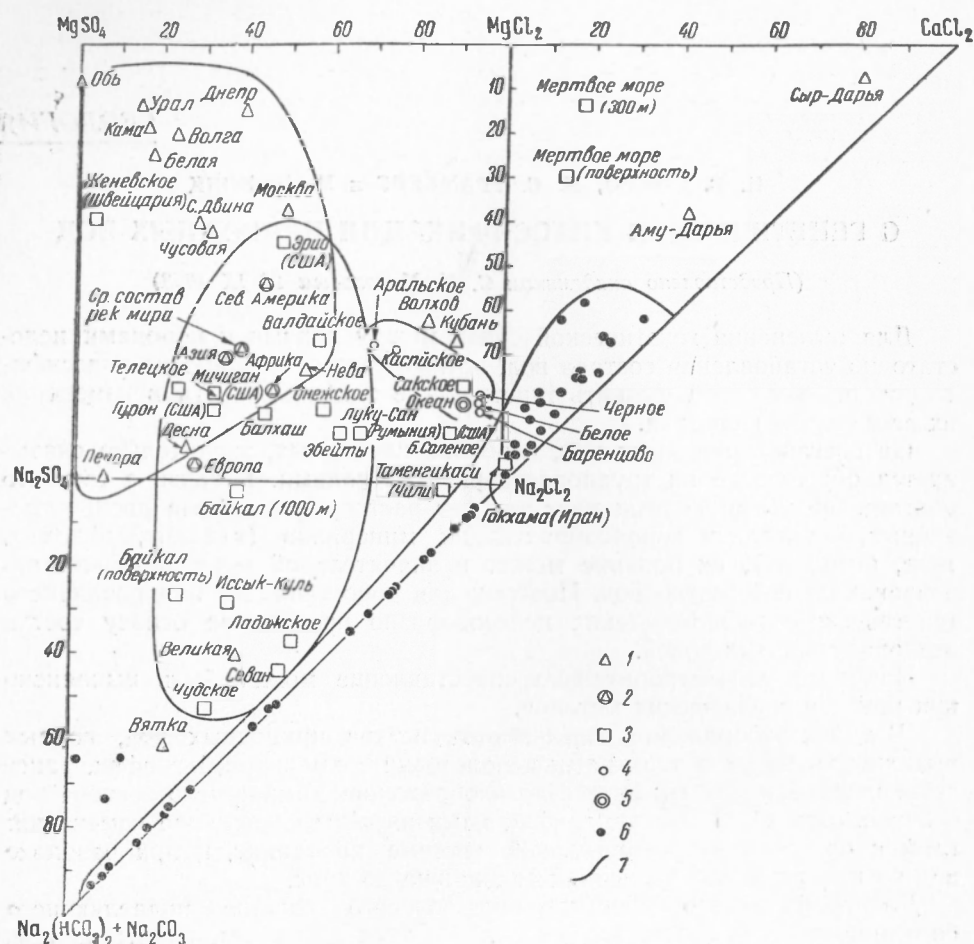 MgSO₄
20
40
60
80
MgCl₂
20
40
60
80
CaCl₂
Обь
Урал
Днепр
Кама
Волга
Белая
Женевское
(Швейцария)
С.Двина
Москва
Чусовая
Эрио
(США)
Мертвое море
(300 м)
Сыр-Дарья
10
20
Мертвое море
(поверхность)
30
40
Аму-Дарья
50
60
70
Ср. состав
рек мира
Сев. Америка
Аральское
Валдайское
Волхов
Кубань
Азия
Африка
Нева
Каспийское
Телецкое
Мичиган
(США)
Онежское
Сакское
Океан
Черное
Гурон (США)
Балхаш
Луку-Сан
(Румыния)
(США)
Белое
Десна
Эбейты
б.Соленое
Баренцово
Печора
Европа
Таменгикаси
(Чили)
Na₂SO₄
Na₂Cl₂
Байкал (1000 м)
Гокхама (Иран)
20
Байкал
(поверхность)
Иссык-Куль
Ладожское
40
Великая
Севан
Чудское
60
Вятка
80
Na₂(HCO₃)₂ + Na₂CO₃
1
2
3
4
5
6
7